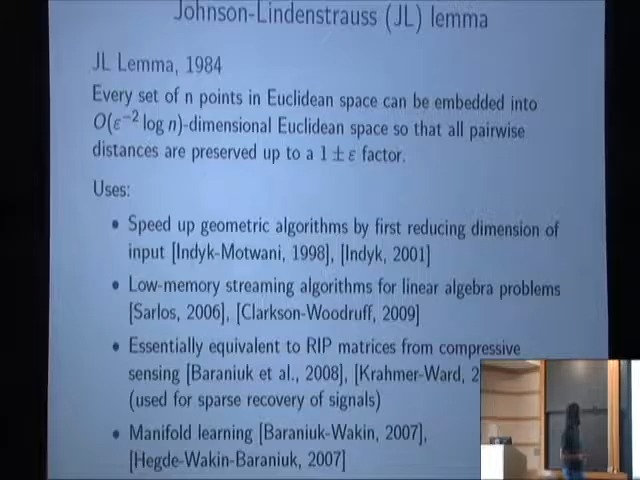 Johnson-Lindenstrauss (JL) lemma
JL Lemma, 1984
Every set of n points in Euclidean space can be embedded into
O(ε⁻² log n)-dimensional Euclidean space so that all pairwise
distances are preserved up to a 1 ± ε factor.
Uses:
• Speed up geometric algorithms by first reducing dimension of
input [Indyk-Motwani, 1998], [Indyk, 2001]
• Low-memory streaming algorithms for linear algebra problems
[Sarlos, 2006], [Clarkson-Woodruff, 2009]
• Essentially equivalent to RIP matrices from compressive
sensing [Baraniuk et al., 2008], [Krahmer-Ward, 2
(used for sparse recovery of signals)
• Manifold learning [Baraniuk-Wakin, 2007],
[Hegde-Wakin-Baraniuk, 2007]